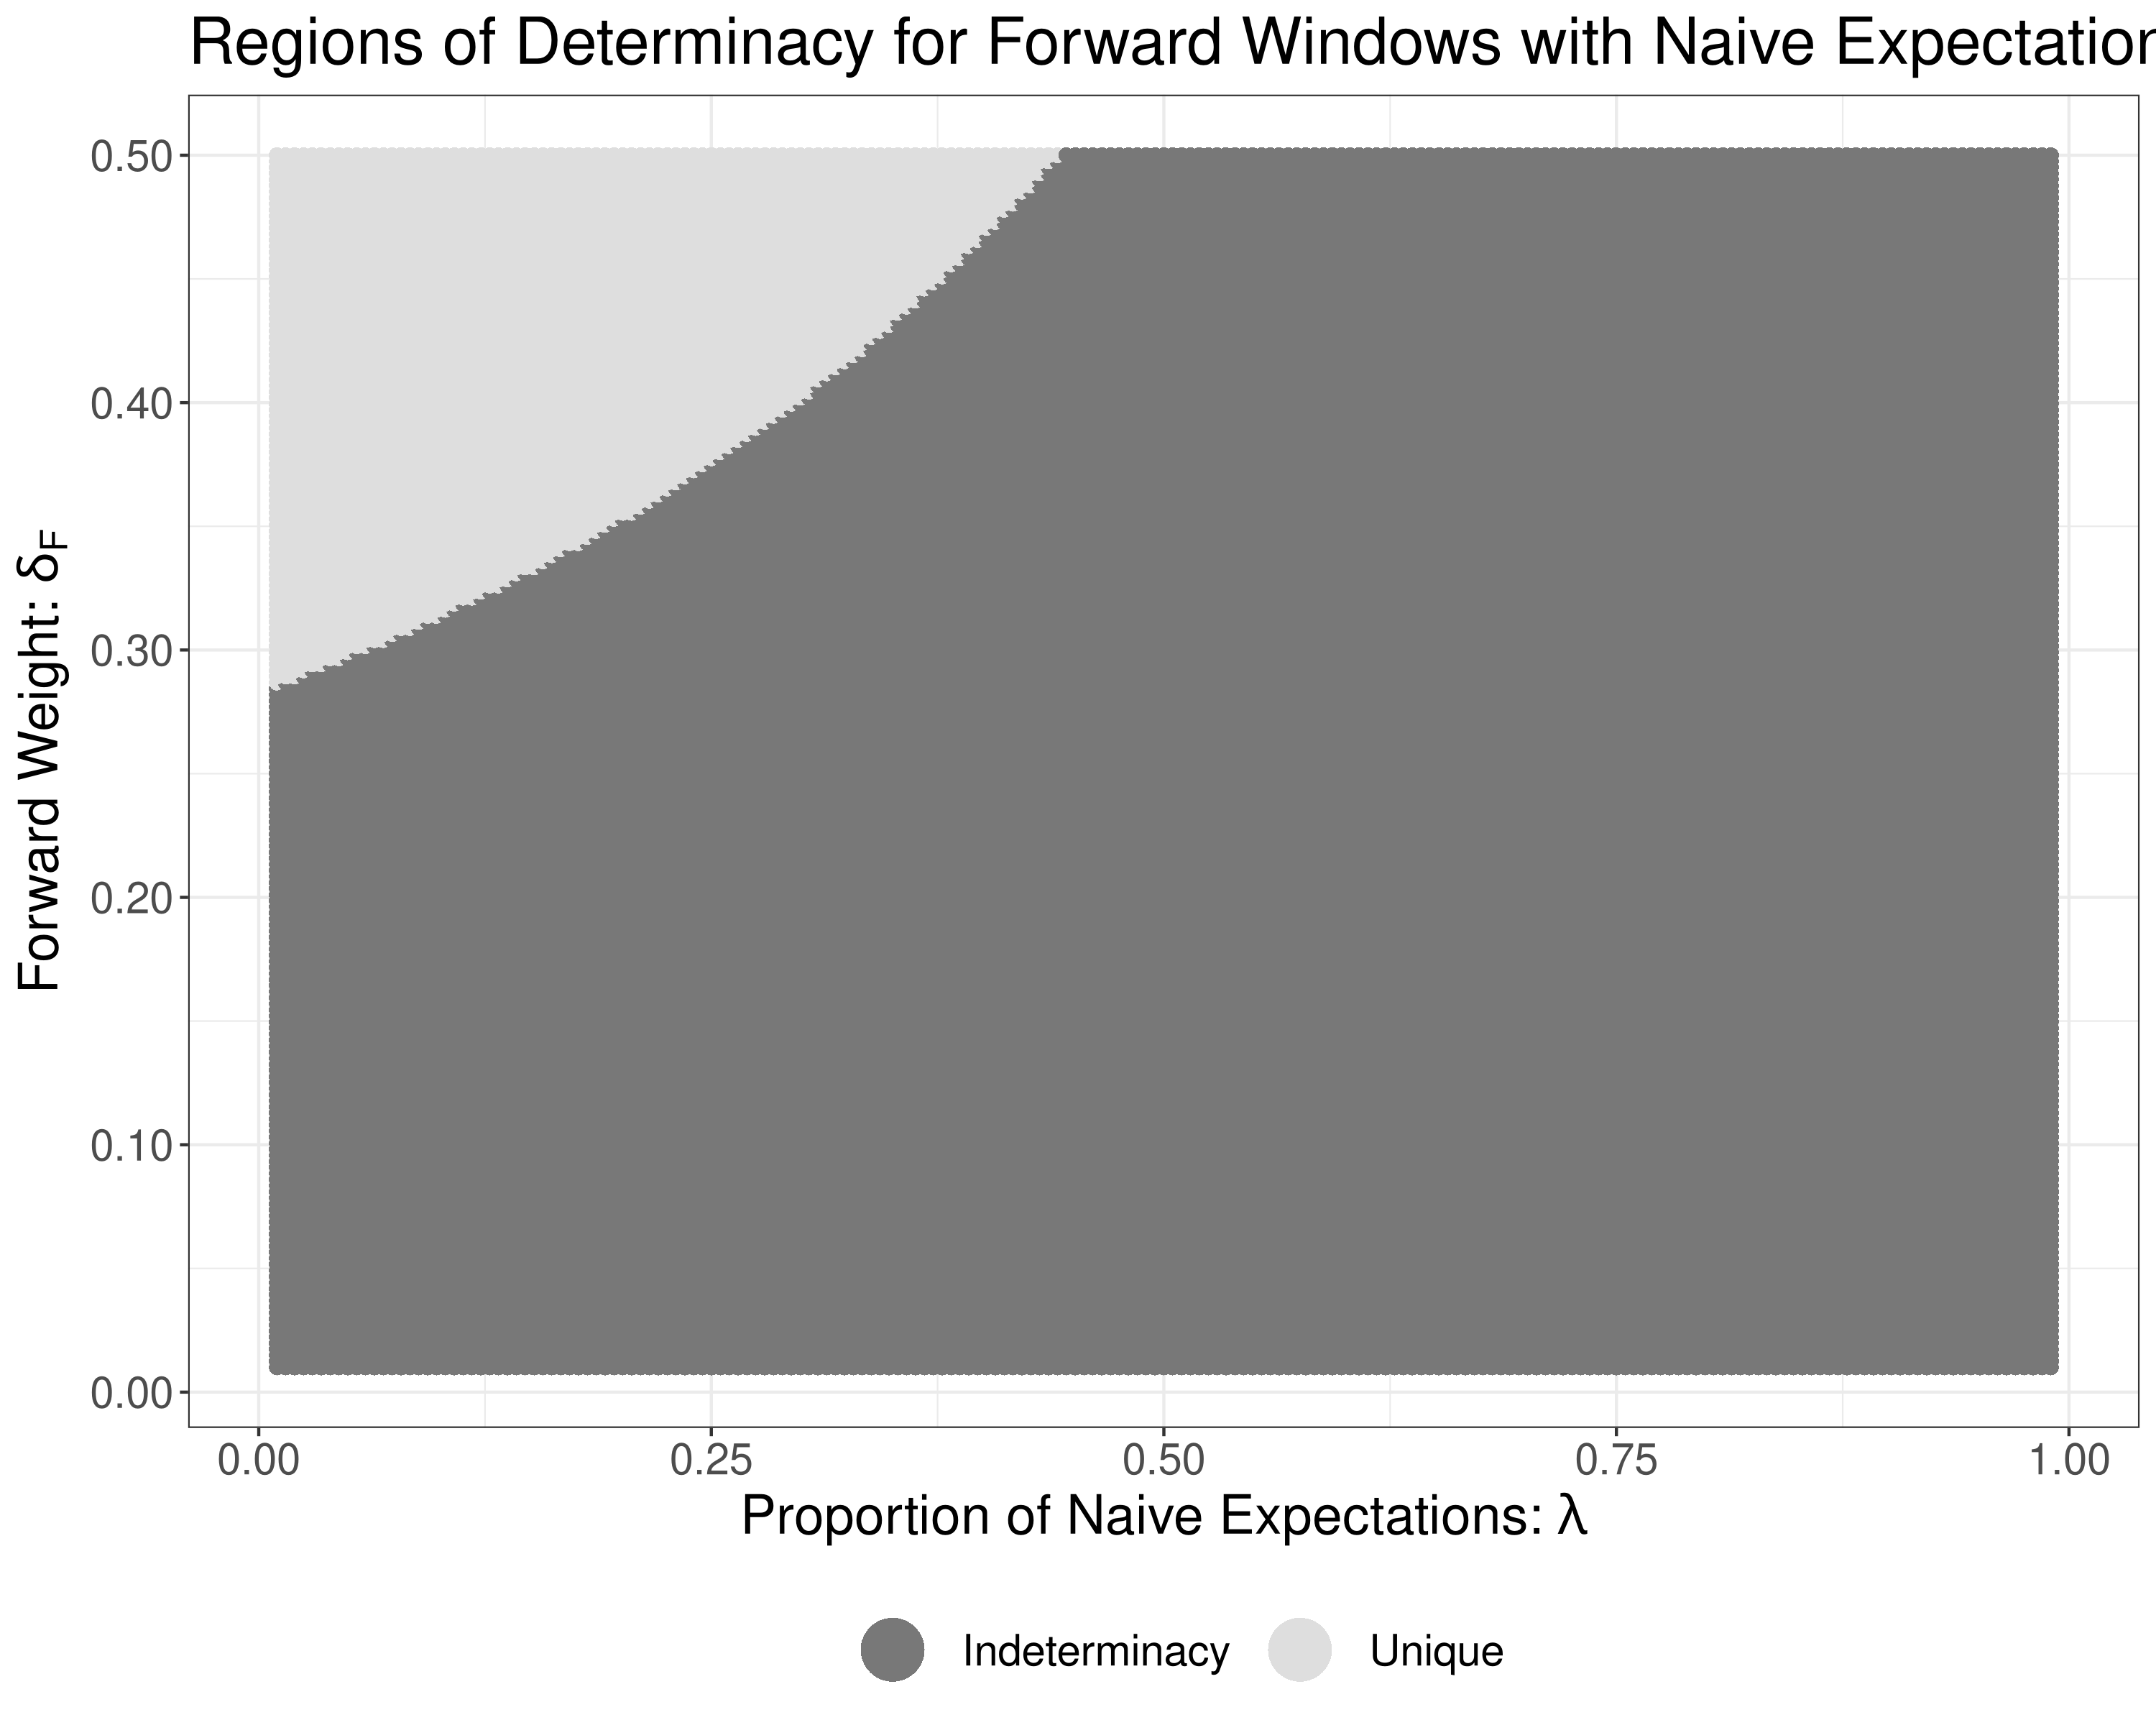 Regions of Determinacy for Forward Windows with Naive Expectation
Forward Weight: δF
0.50
0.40
0.30
0.20
0.10
0.00
0.00 0.25 0.50 0.75 1.00
Proportion of Naive Expectations: λ
Indeterminacy Unique